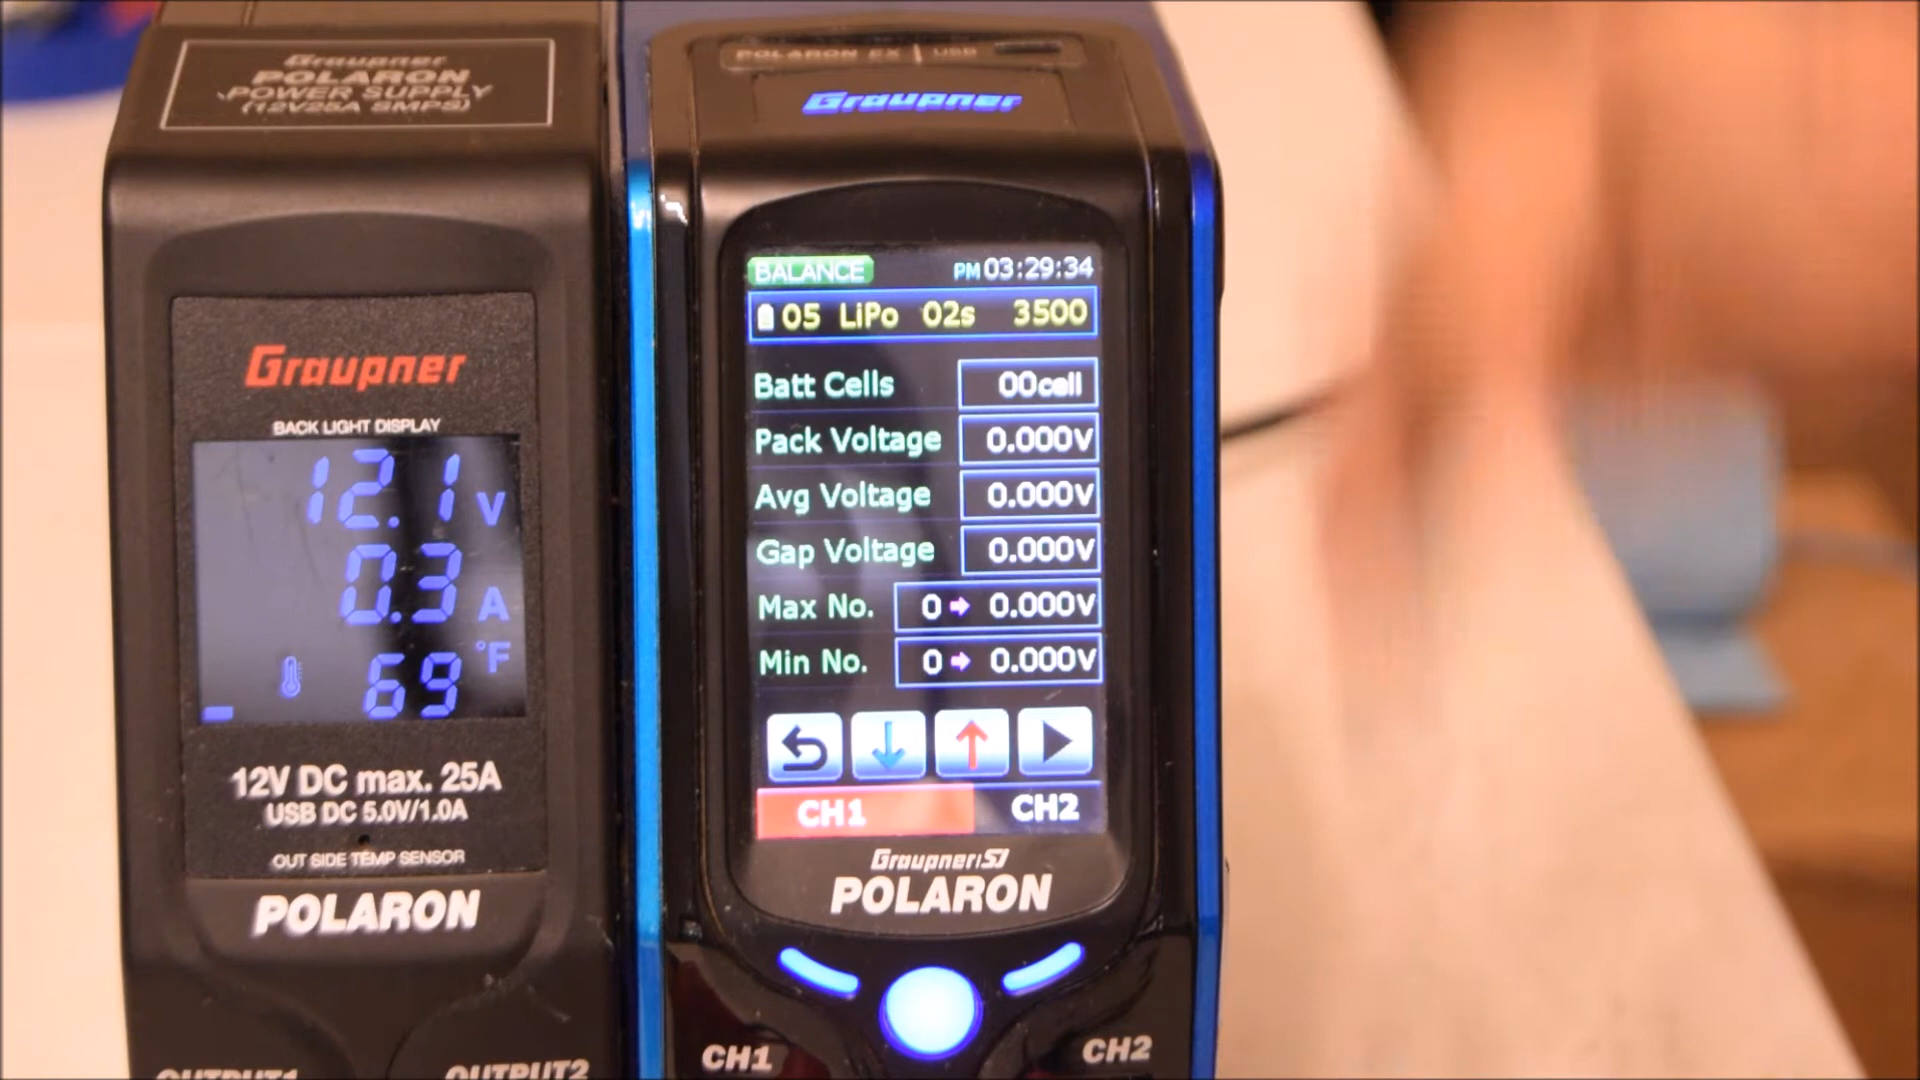 Graupner
POLARON
POWER SUPPLY
(12V25A SMPS)
Graupner
BACK LIGHT DISPLAY
12.1 V
0.3 A
69 °F
12V DC max. 25A
USB DC 5.0V/1.0A
OUT SIDE TEMP SENSOR
POLARON
OUTPUT1 OUTPUT2
POLARON EX | USB
Graupner
BALANCE PM 03:29:34
05 LiPo 02s 3500
Batt Cells 00cell
Pack Voltage 0.000V
Avg Voltage 0.000V
Gap Voltage 0.000V
Max No. 0 → 0.000V
Min No. 0 → 0.000V
CH1 CH2
Graupner SJ
POLARON
CH1 CH2